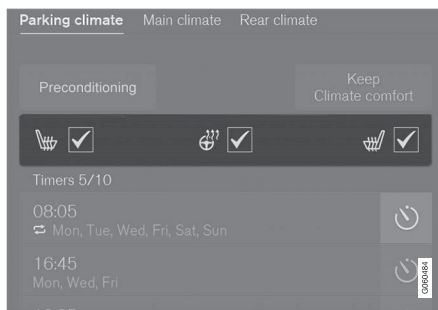 Parking climate Main climate Rear climate
Preconditioning
Keep
Climate comfort
Timers 5/10
08:05
Mon, Tue, Wed, Fri, Sat, Sun
16:45
Mon, Wed, Fri
G060484